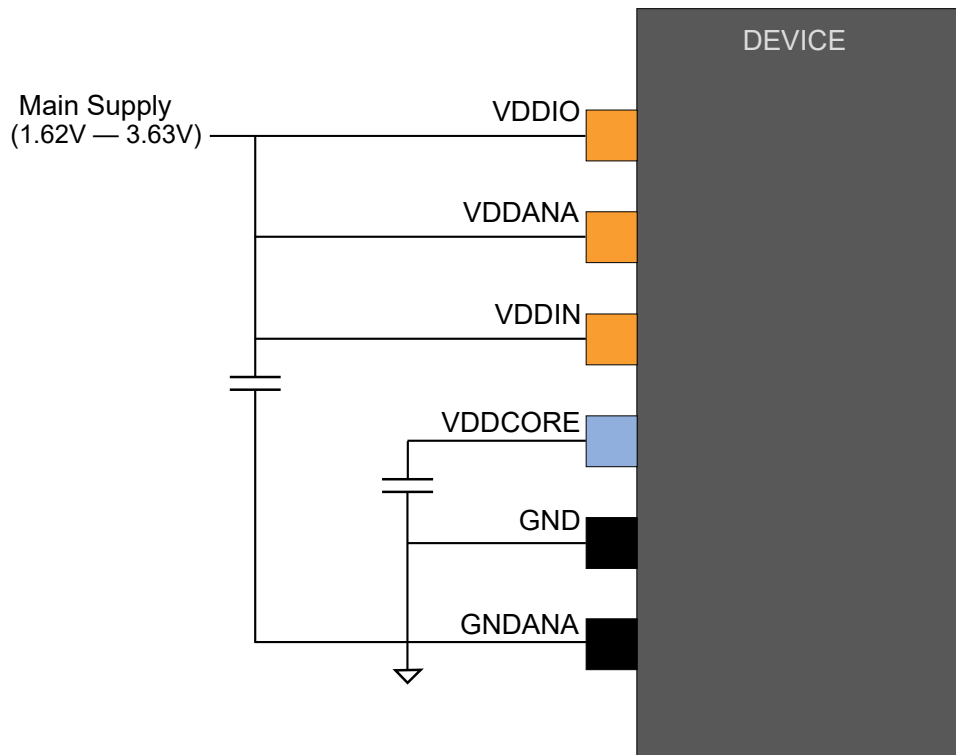 DEVICE
Main Supply
(1.62V — 3.63V)
VDDIO
VDDANA
VDDIN
VDDCORE
GND
GNDANA